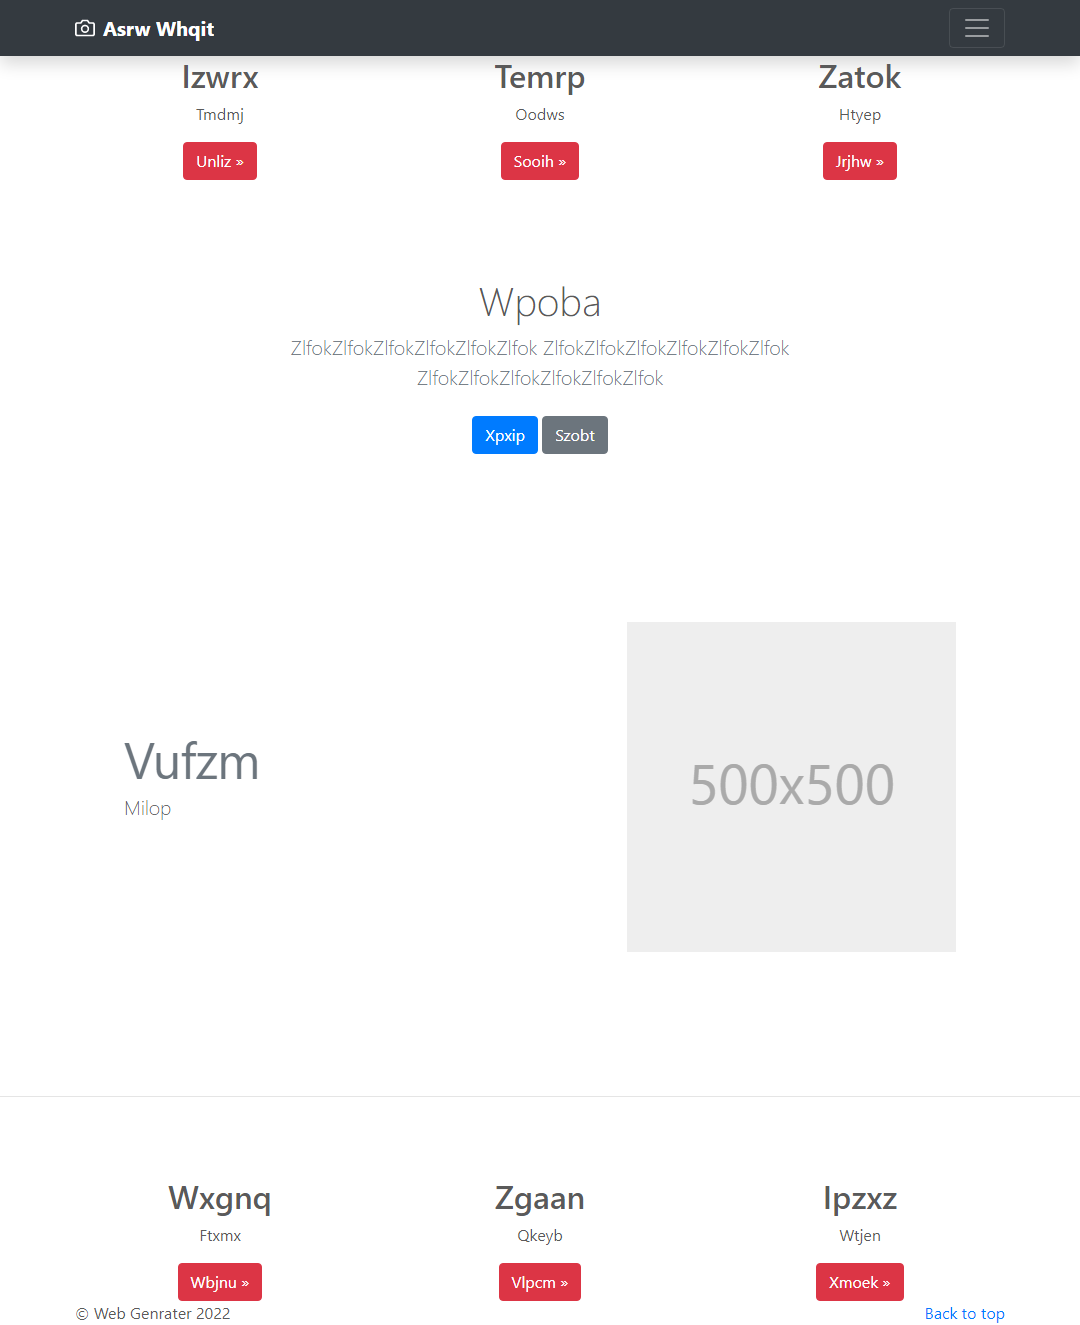 Asrw Whqit
Izwrx Temrp Zatok
Tmdmj Oodws Htyep
Unliz » Sooih » Jrjhw »
Wpoba
ZlfokZlfokZlfokZlfokZlfokZlfok ZlfokZlfokZlfokZlfokZlfokZlfok
ZlfokZlfokZlfokZlfokZlfokZlfok
Xpxip Szobt
Vufzm
Milop
500x500
Wxgnq Zgaan Ipzxz
Ftxmx Qkeyb Wtjen
Wbjnu » Vlpcm » Xmoek »
© Web Genrater 2022 Back to top